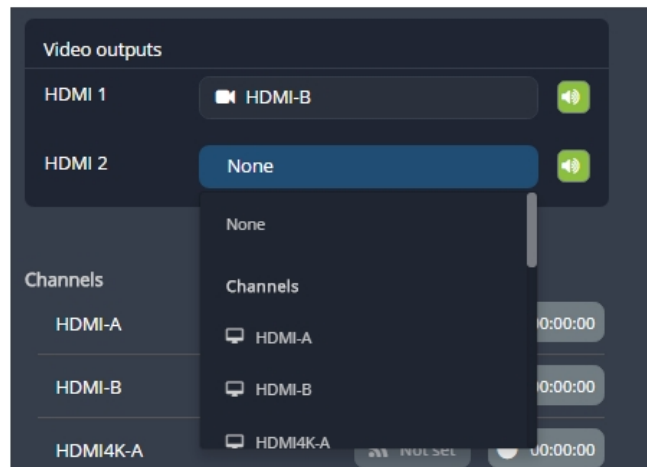 Video outputs
HDMI 1
HDMI-B
HDMI 2
None
None
Channels
Channels
HDMI-A
HDMI-A
00:00:00
HDMI-B
HDMI-B
00:00:00
HDMI4K-A
HDMI4K-A
Not set
00:00:00